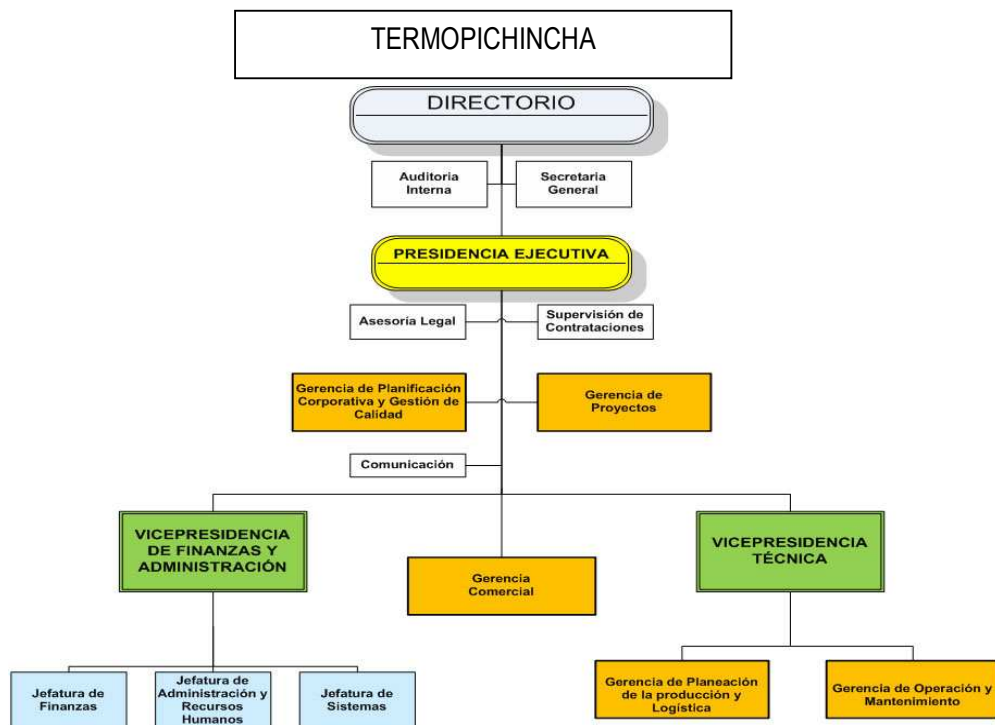 TERMOPICHINCHA
DIRECTORIO
Auditoria
Interna
Secretaria
General
PRESIDENCIA EJECUTIVA
Asesoría Legal
Supervisión de
Contrataciones
Gerencia de Planificación
Corporativa y Gestión de
Calidad
Gerencia de
Proyectos
Comunicación
VICEPRESIDENCIA
DE FINANZAS Y
ADMINISTRACIÓN
Gerencia
Comercial
VICEPRESIDENCIA
TÉCNICA
Jefatura de
Finanzas
Jefatura de
Administración y
Recursos
Humanos
Jefatura de
Sistemas
Gerencia de Planeación
de la producción y
Logística
Gerencia de Operación y
Mantenimiento